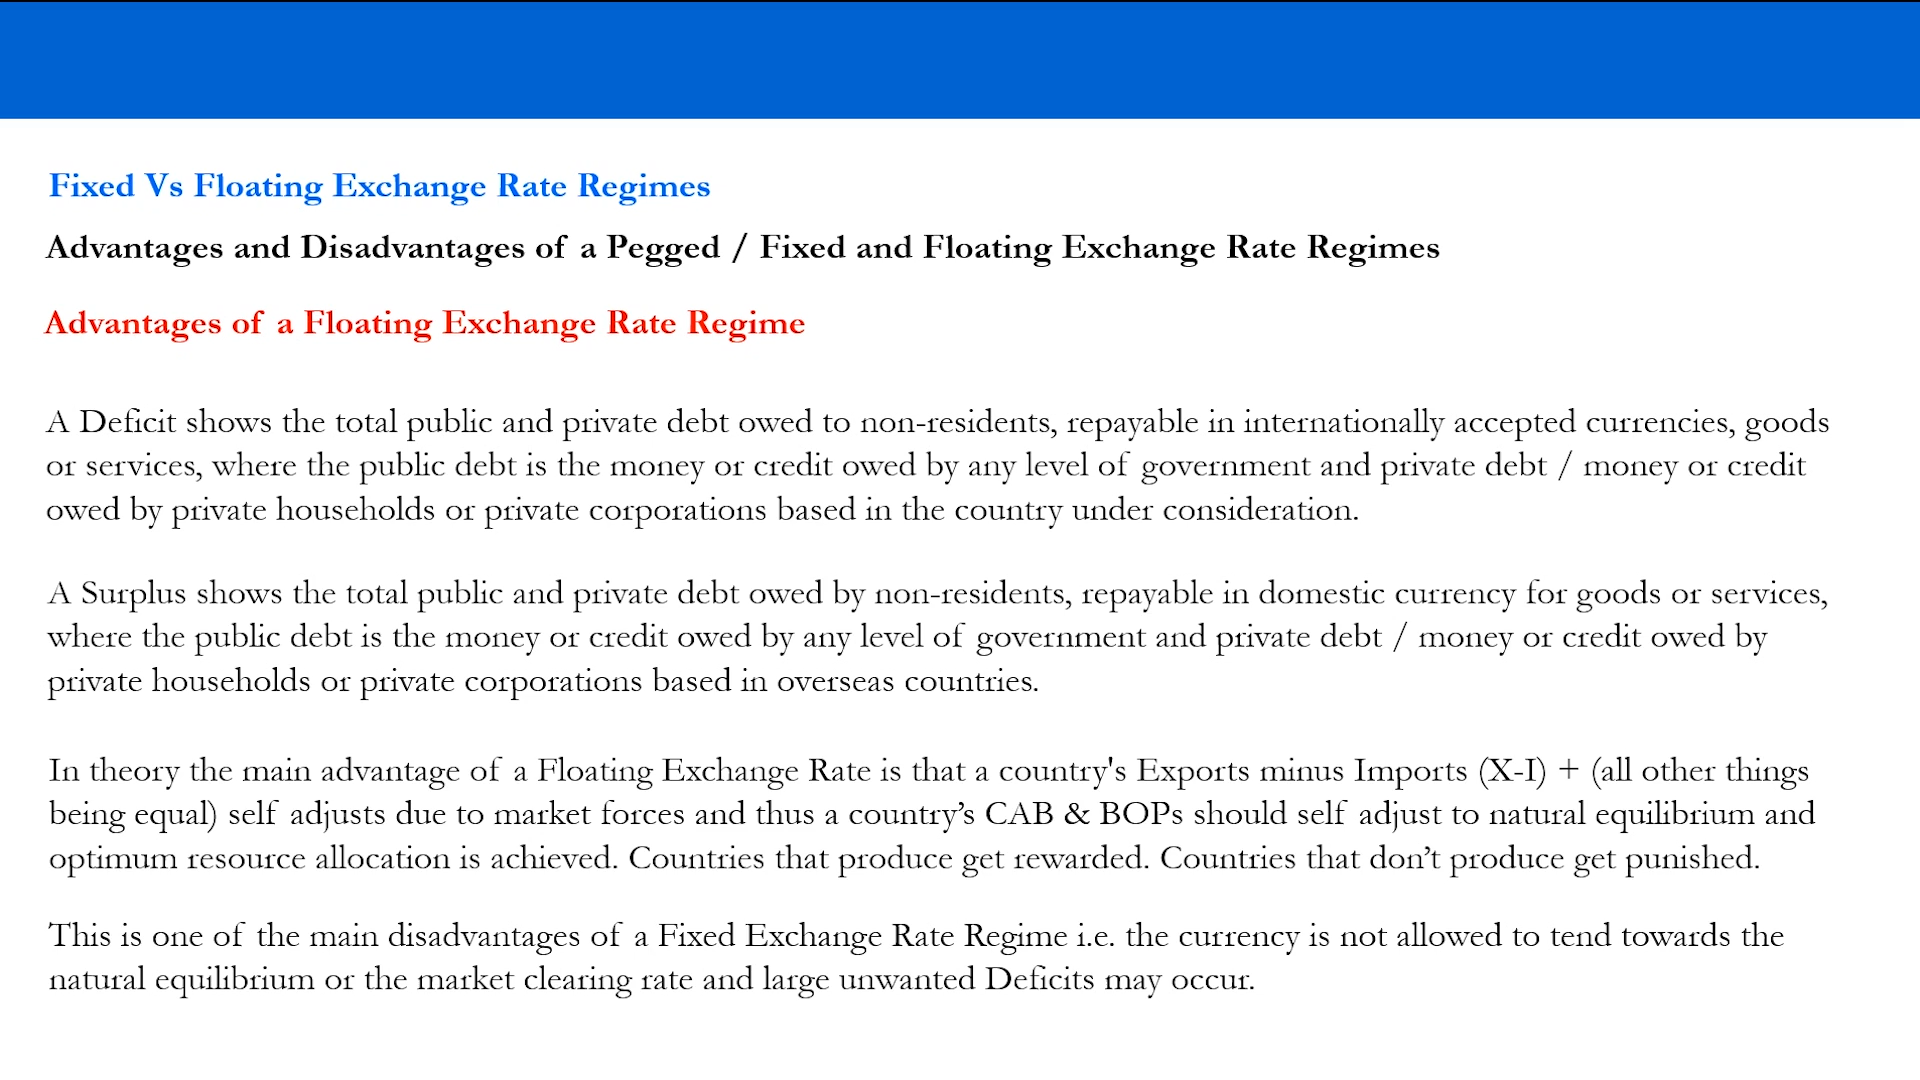 Fixed Vs Floating Exchange Rate Regimes
Advantages and Disadvantages of a Pegged / Fixed and Floating Exchange Rate Regimes
Advantages of a Floating Exchange Rate Regime
A Deficit shows the total public and private debt owed to non-residents, repayable in internationally accepted currencies, goods
or services, where the public debt is the money or credit owed by any level of government and private debt / money or credit
owed by private households or private corporations based in the country under consideration.
A Surplus shows the total public and private debt owed by non-residents, repayable in domestic currency for goods or services,
where the public debt is the money or credit owed by any level of government and private debt / money or credit owed by
private households or private corporations based in overseas countries.
In theory the main advantage of a Floating Exchange Rate is that a country's Exports minus Imports (X-I) + (all other things
being equal) self adjusts due to market forces and thus a country’s CAB & BOPs should self adjust to natural equilibrium and
optimum resource allocation is achieved. Countries that produce get rewarded. Countries that don’t produce get punished.
This is one of the main disadvantages of a Fixed Exchange Rate Regime i.e. the currency is not allowed to tend towards the
natural equilibrium or the market clearing rate and large unwanted Deficits may occur.